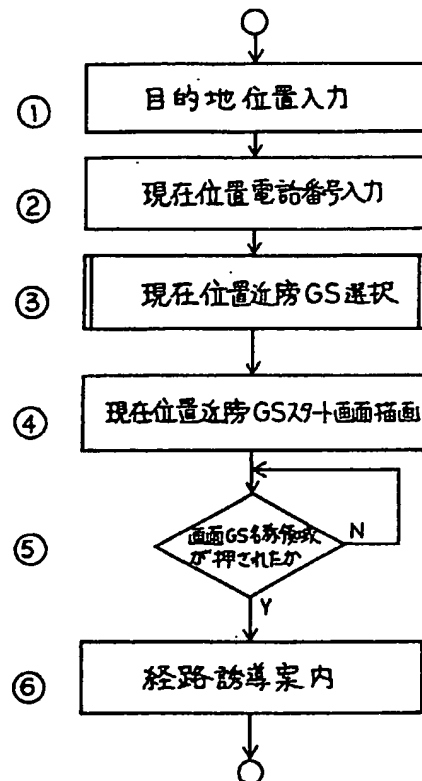 ① 目的地位置入力
② 現在位置電話番号入力
③ 現在位置近傍GS選択
④ 現在位置近傍GSスタート画面描画
⑤ 画面GS名称領域
が押されたか
N
Y
⑥ 経路誘導案内